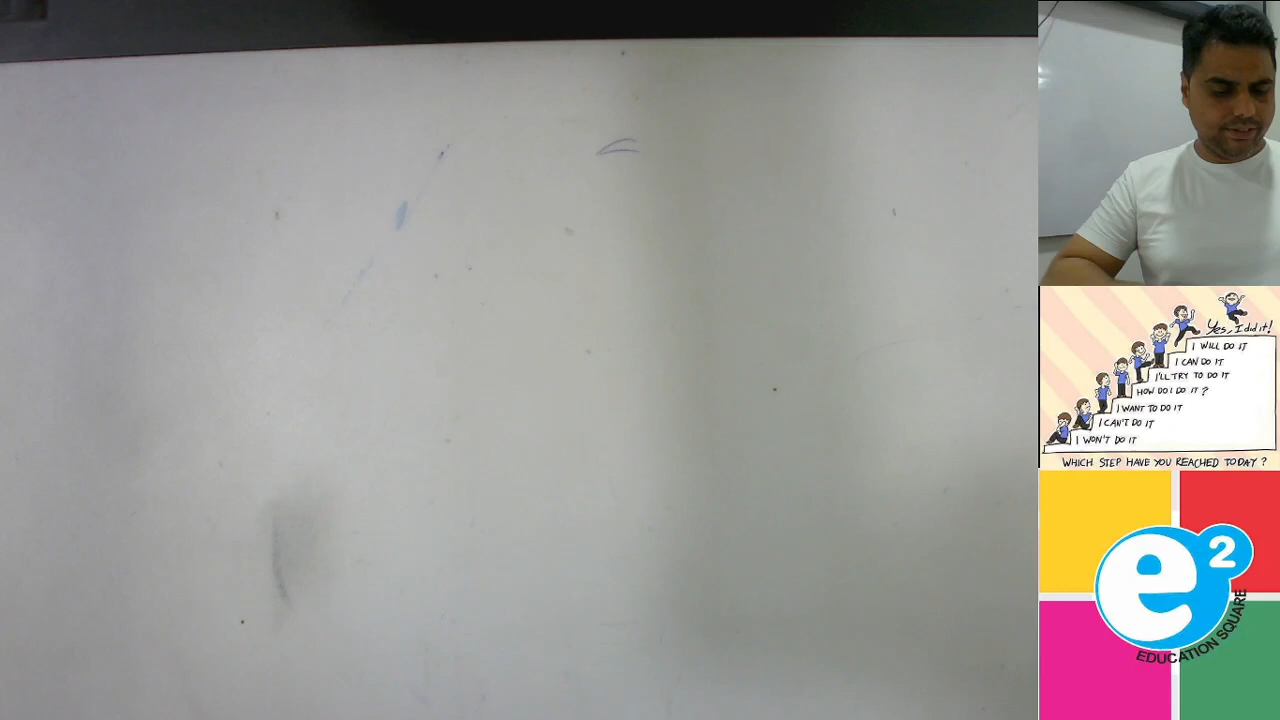 Yes, I did it!
I WILL DO IT
I CAN DO IT
I'LL TRY TO DO IT
HOW DO I DO IT ?
I WANT TO DO IT
I CAN'T DO IT
I WON'T DO IT
WHICH STEP HAVE YOU REACHED TODAY ?
e2
EDUCATION SQUARE